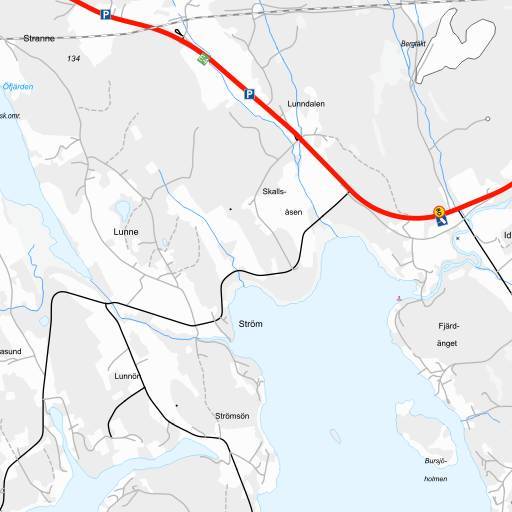 Stranne
134
Öfjärden
sk.omr.
Bergtäkt
P
P
Lunndalen
Skalls-
åsen
Lunne
Id
Ström
Fjärd-
änget
asund
Lunnön
Strömsön
Bursjö-
holmen